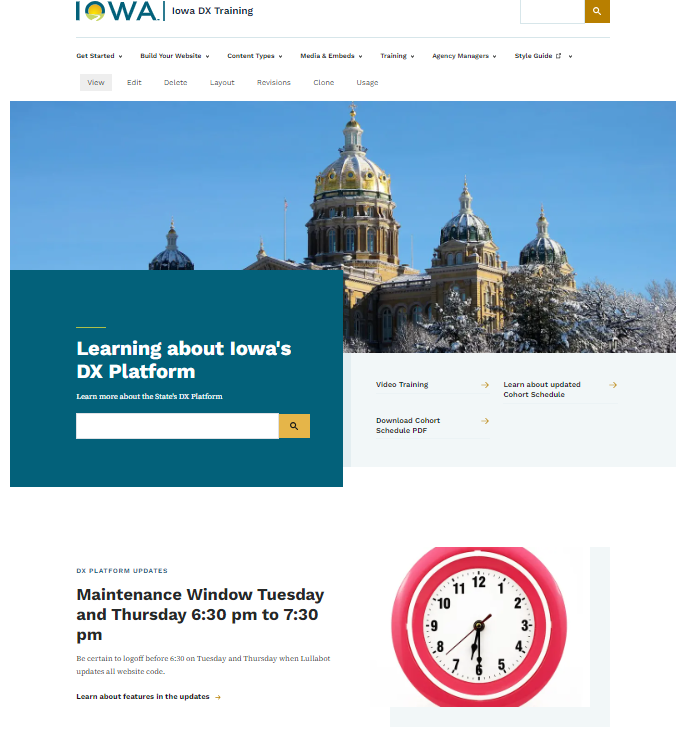 IOWA. Iowa DX Training
Get Started Build Your Website Content Types Media & Embeds Training Agency Managers Style Guide
View Edit Delete Layout Revisions Clone Usage
Learning about Iowa's
DX Platform
Learn more about the State's DX Platform
Video Training
Learn about updated
Cohort Schedule
Download Cohort
Schedule PDF
DX PLATFORM UPDATES
Maintenance Window Tuesday
and Thursday 6:30 pm to 7:30
pm
Be certain to logoff before 6:30 on Tuesday and Thursday when Lullabot
updates all website code.
Learn about features in the updates
12
11 1
10 2
9 3
8 4
7 5
6